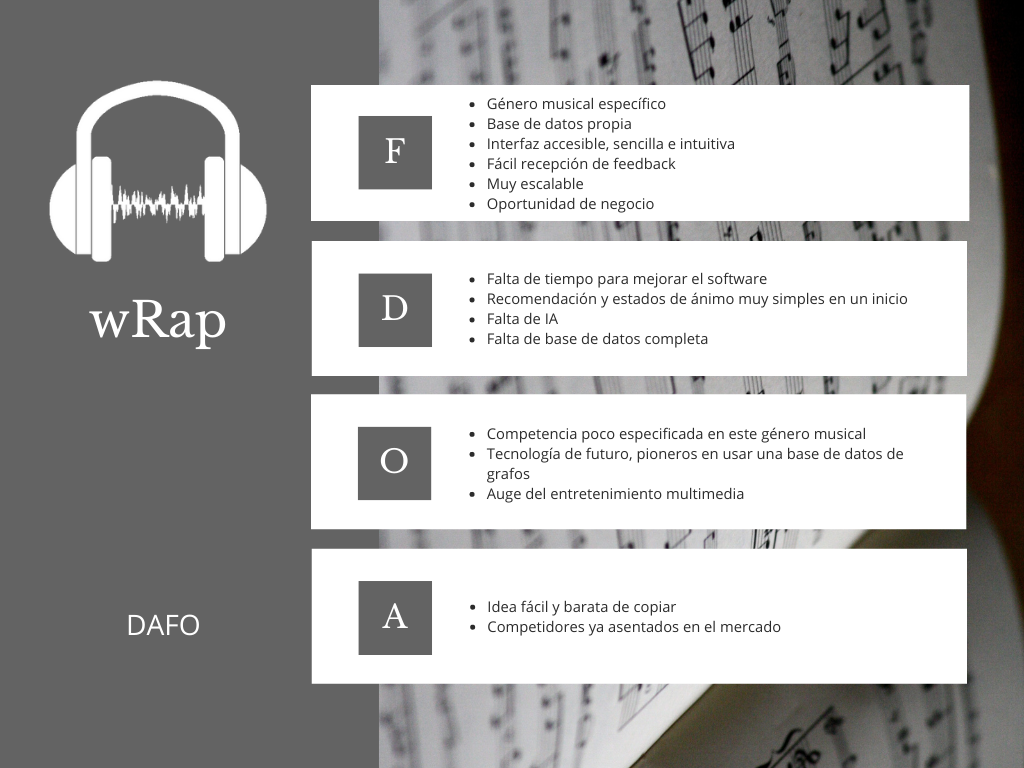 wRap
DAFO
F
• Género musical específico
• Base de datos propia
• Interfaz accesible, sencilla e intuitiva
• Fácil recepción de feedback
• Muy escalable
• Oportunidad de negocio
D
• Falta de tiempo para mejorar el software
• Recomendación y estados de ánimo muy simples en un inicio
• Falta de IA
• Falta de base de datos completa
O
• Competencia poco especificada en este género musical
• Tecnología de futuro, pioneros en usar una base de datos de
grafos
• Auge del entretenimiento multimedia
A
• Idea fácil y barata de copiar
• Competidores ya asentados en el mercado